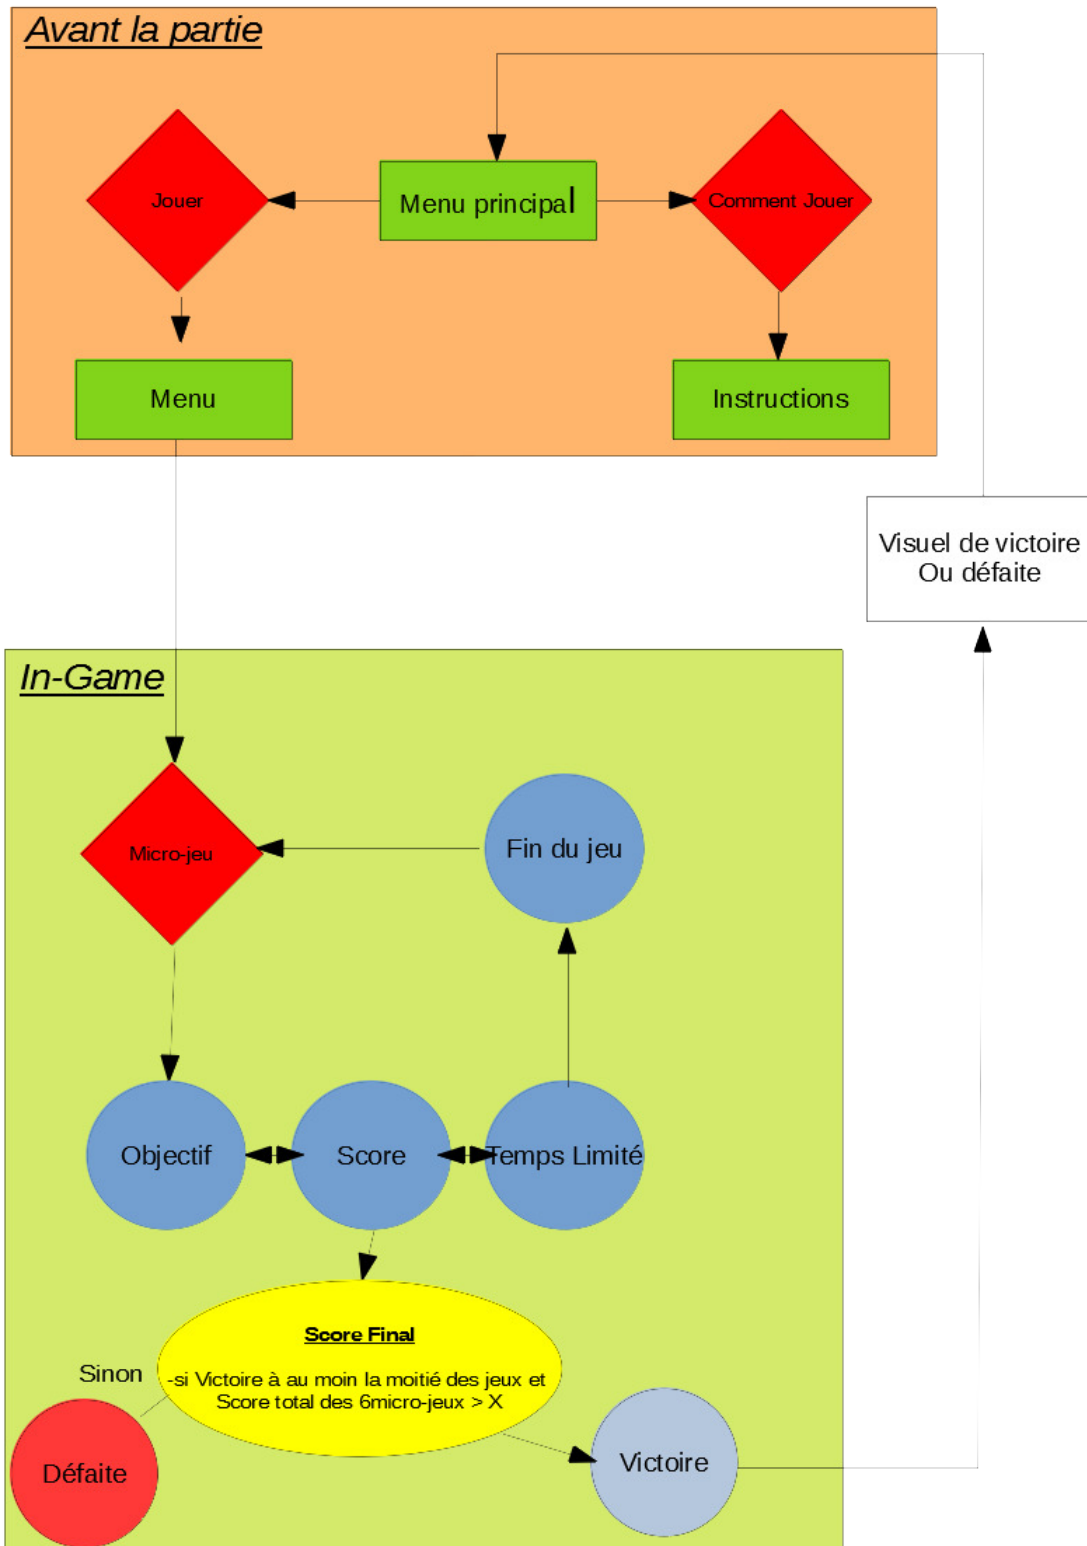 Avant la partie
Jouer
Menu principal
Comment Jouer
Menu
Instructions
Visuel de victoire
Ou défaite
In-Game
Micro-jeu
Fin du jeu
Objectif
Score
Temps Limité
Score Final
Sinon
-si Victoire à au moin la moitié des jeux et
Score total des 6micro-jeux > X
Défaite
Victoire